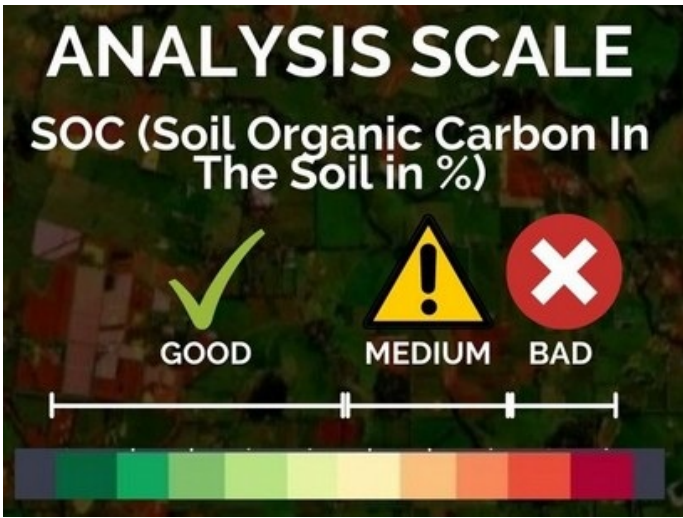 ANALYSIS SCALE
SOC (Soil Organic Carbon In
The Soil in %)
GOOD MEDIUM BAD